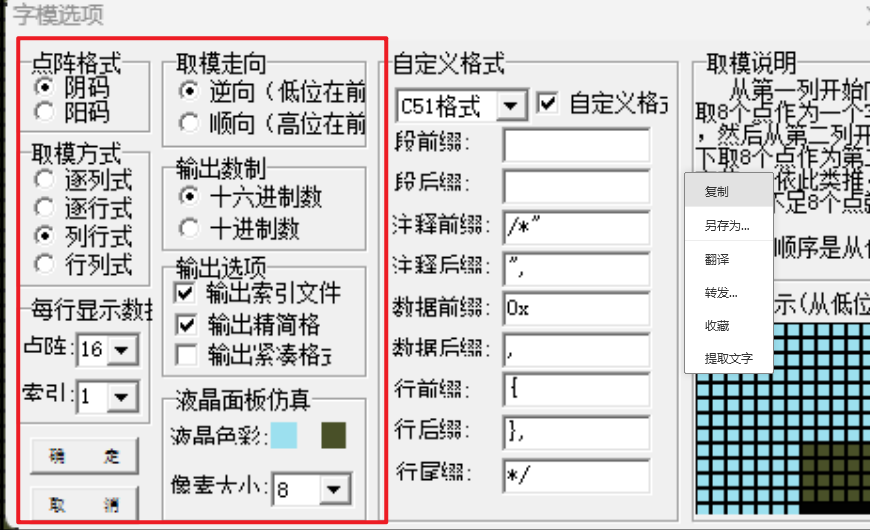 字模选项
点阵格式
阴码
阳码
取模方式
逐列式
逐行式
列行式
行列式
每行显示数据
点阵: 16
索引: 1
确 定
取 消
取模走向
逆向（低位在前
顺向（高位在前
输出数制
十六进制数
十进制数
输出选项
输出索引文件
输出精简格
输出紧凑格式
液晶面板仿真
液晶色彩:
像素大小: 8
自定义格式
C51格式 自定义格式
段前缀:
段后缀:
注释前缀: /*"
注释后缀: ",
数据前缀: 0x
数据后缀: ,
行前缀: {
行后缀: },
行尾缀: */
取模说明
从第一列开始向
取8个点作为一个字
，然后从第二列开
下取8个点作为第二
依此类推
不足8个点就
顺序是从低
示(从低位
复制
另存为...
翻译
转发...
收藏
提取文字